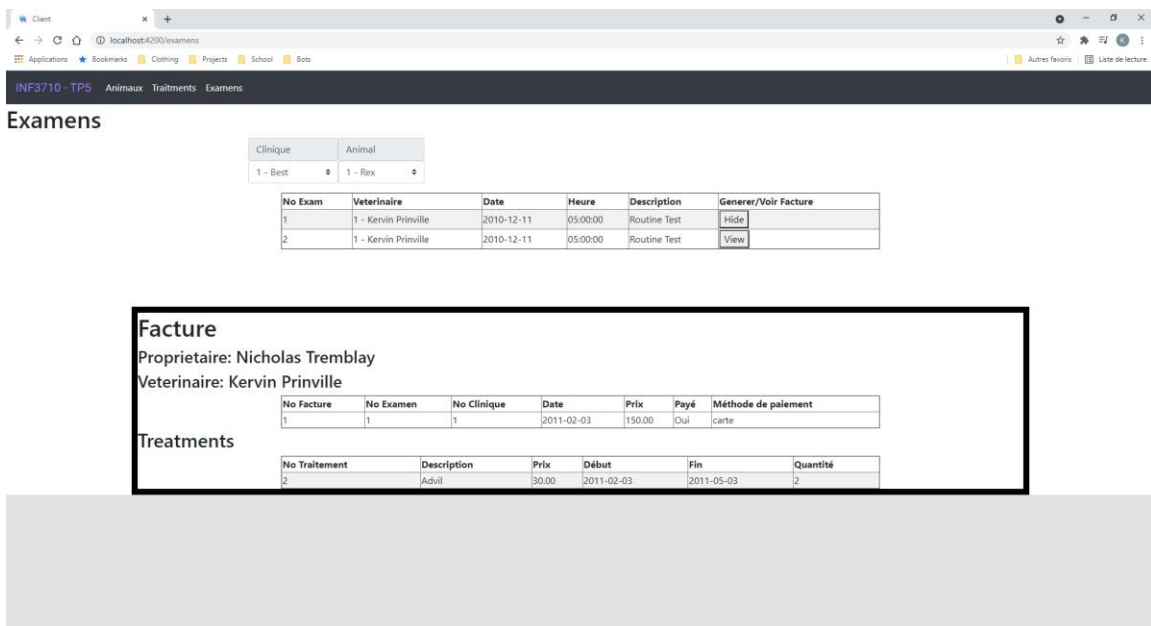 Client
localhost:4200/examens
Applications Bookmarks Clothing Projects School Bots Autres favoris Liste de lecture
INF3710 - TP5 Animaux Traitments Examens
Examens
Clinique Animal
1 - Best 1 - Rex
No Exam Veterinaire Date Heure Description Generer/Voir Facture
1 1 - Kervin Prinville 2010-12-11 05:00:00 Routine Test Hide
2 1 - Kervin Prinville 2010-12-11 05:00:00 Routine Test View
Facture
Proprietaire: Nicholas Tremblay
Veterinaire: Kervin Prinville
No Facture No Examen No Clinique Date Prix Payé Méthode de paiement
1 1 1 2011-02-03 150.00 Oui carte
Treatments
No Traitement Description Prix Début Fin Quantité
2 Advil 30.00 2011-02-03 2011-05-03 2